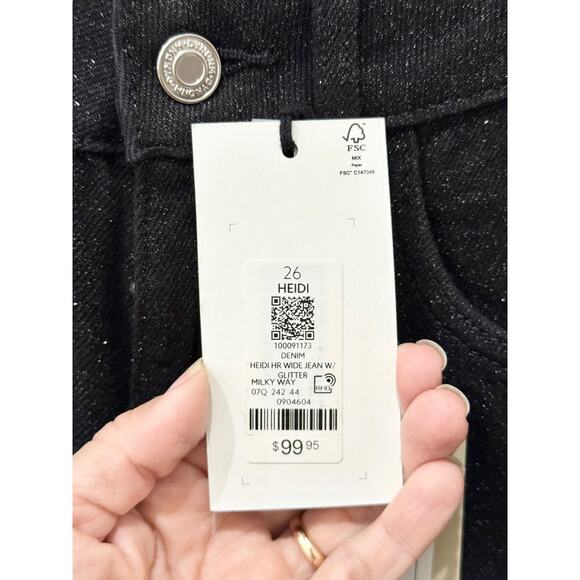 FSC
MIX
Paper
FSC® C147046
26
HEIDI
100091173
DENIM
HEIDI HR WIDE JEAN W/
GLITTER
MILKY WAY
RFID
07Q 242 44
0904604
$99.95